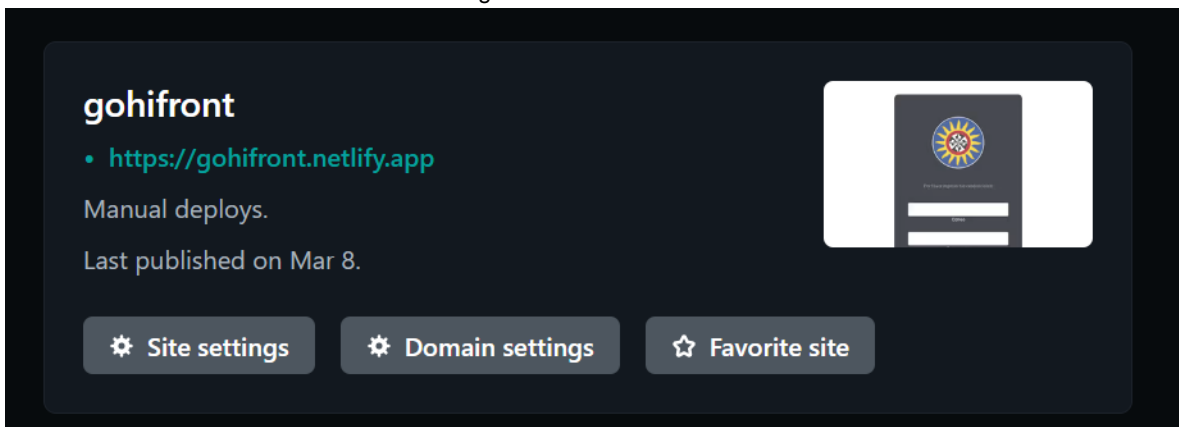 gohifront
• https://gohifront.netlify.app
Manual deploys.
Last published on Mar 8.
Site settings
Domain settings
Favorite site